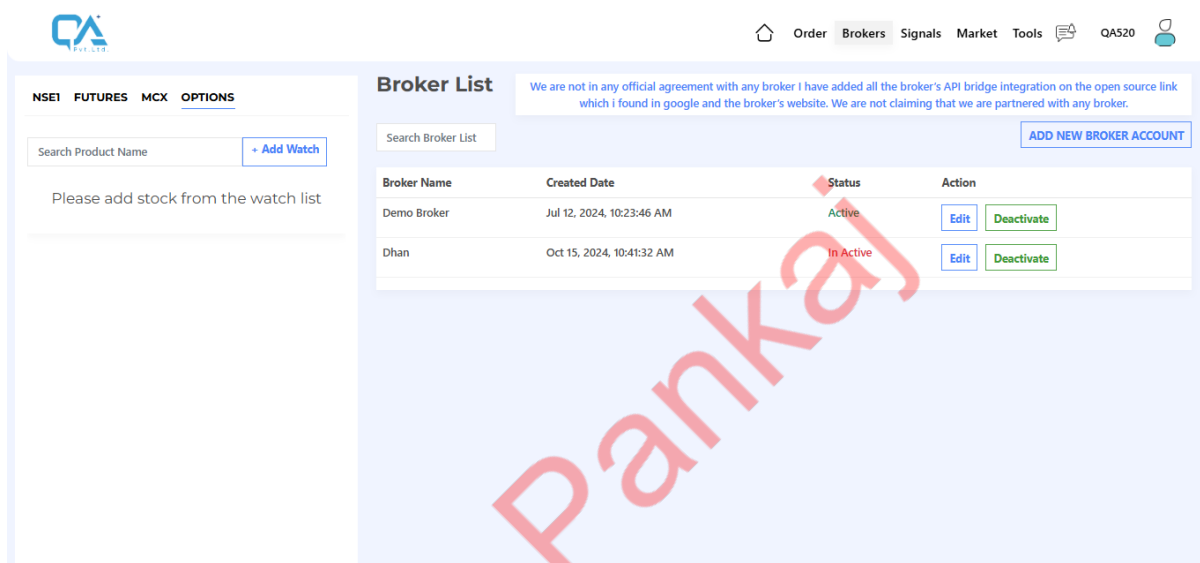 QA
Pvt.Ltd.
Order Brokers Signals Market Tools QA520
NSE1 FUTURES MCX OPTIONS
Search Product Name + Add Watch
Please add stock from the watch list
Broker List
We are not in any official agreement with any broker I have added all the broker's API bridge integration on the open source link
which i found in google and the broker's website. We are not claiming that we are partnered with any broker.
Search Broker List ADD NEW BROKER ACCOUNT
Broker Name Created Date Status Action
Demo Broker Jul 12, 2024, 10:23:46 AM Active Edit Deactivate
Dhan Oct 15, 2024, 10:41:32 AM In Active Edit Deactivate
Pankaj